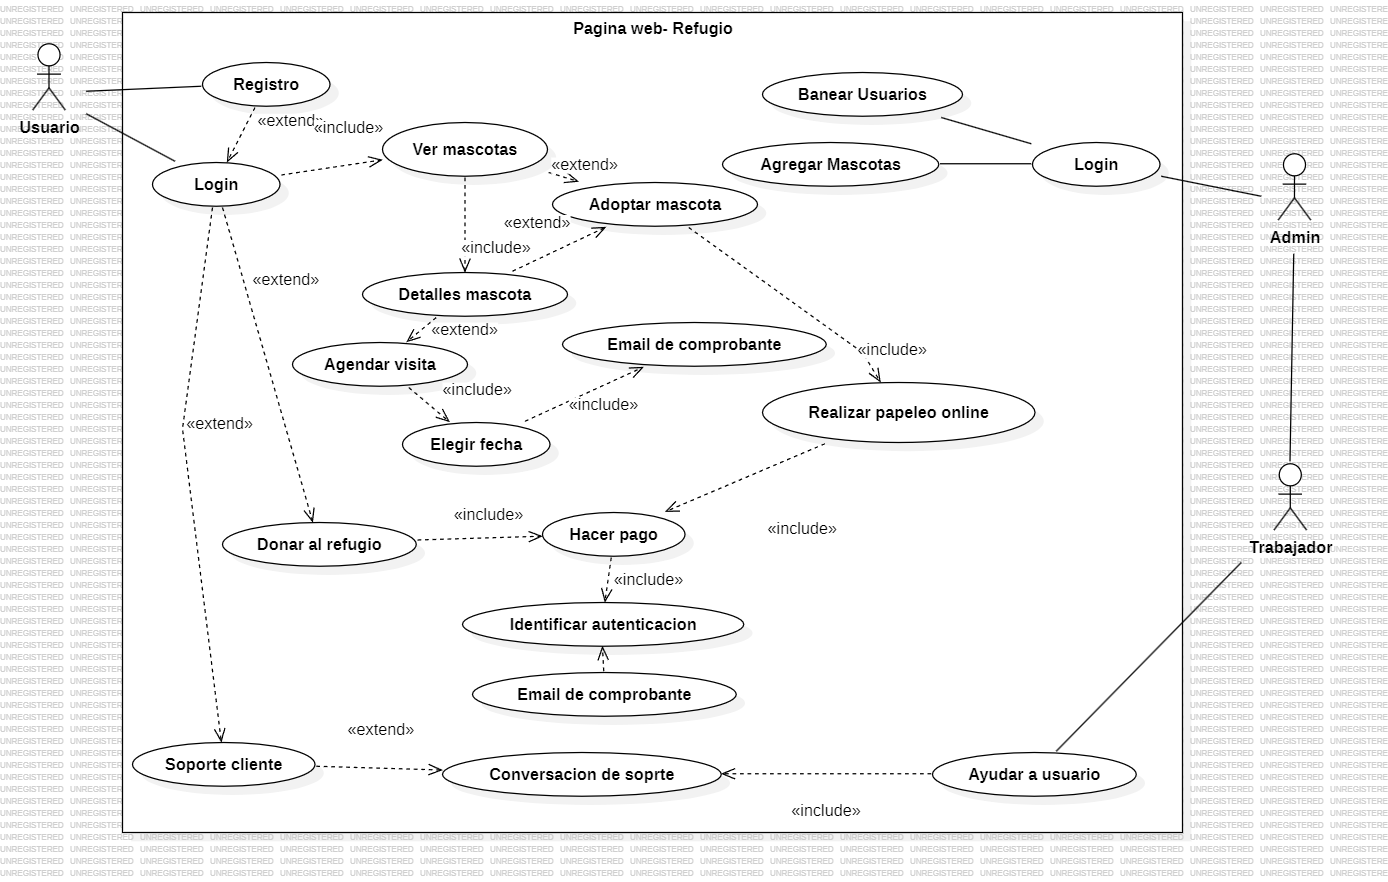 Pagina web- Refugio
Usuario
Registro
«extend»
«include»
Login
Ver mascotas
«extend»
Adoptar mascota
«extend»
«include»
Banear Usuarios
Agregar Mascotas
Login
Admin
«extend»
Detalles mascota
«extend»
Agendar visita
Email de comprobante
«include»
«include»
«include»
Realizar papeleo online
«extend»
Elegir fecha
«include»
Donar al refugio
Hacer pago
«include»
Trabajador
«include»
Identificar autenticacion
Email de comprobante
«extend»
Soporte cliente
Conversacion de soprte
Ayudar a usuario
«include»
UNREGISTERED